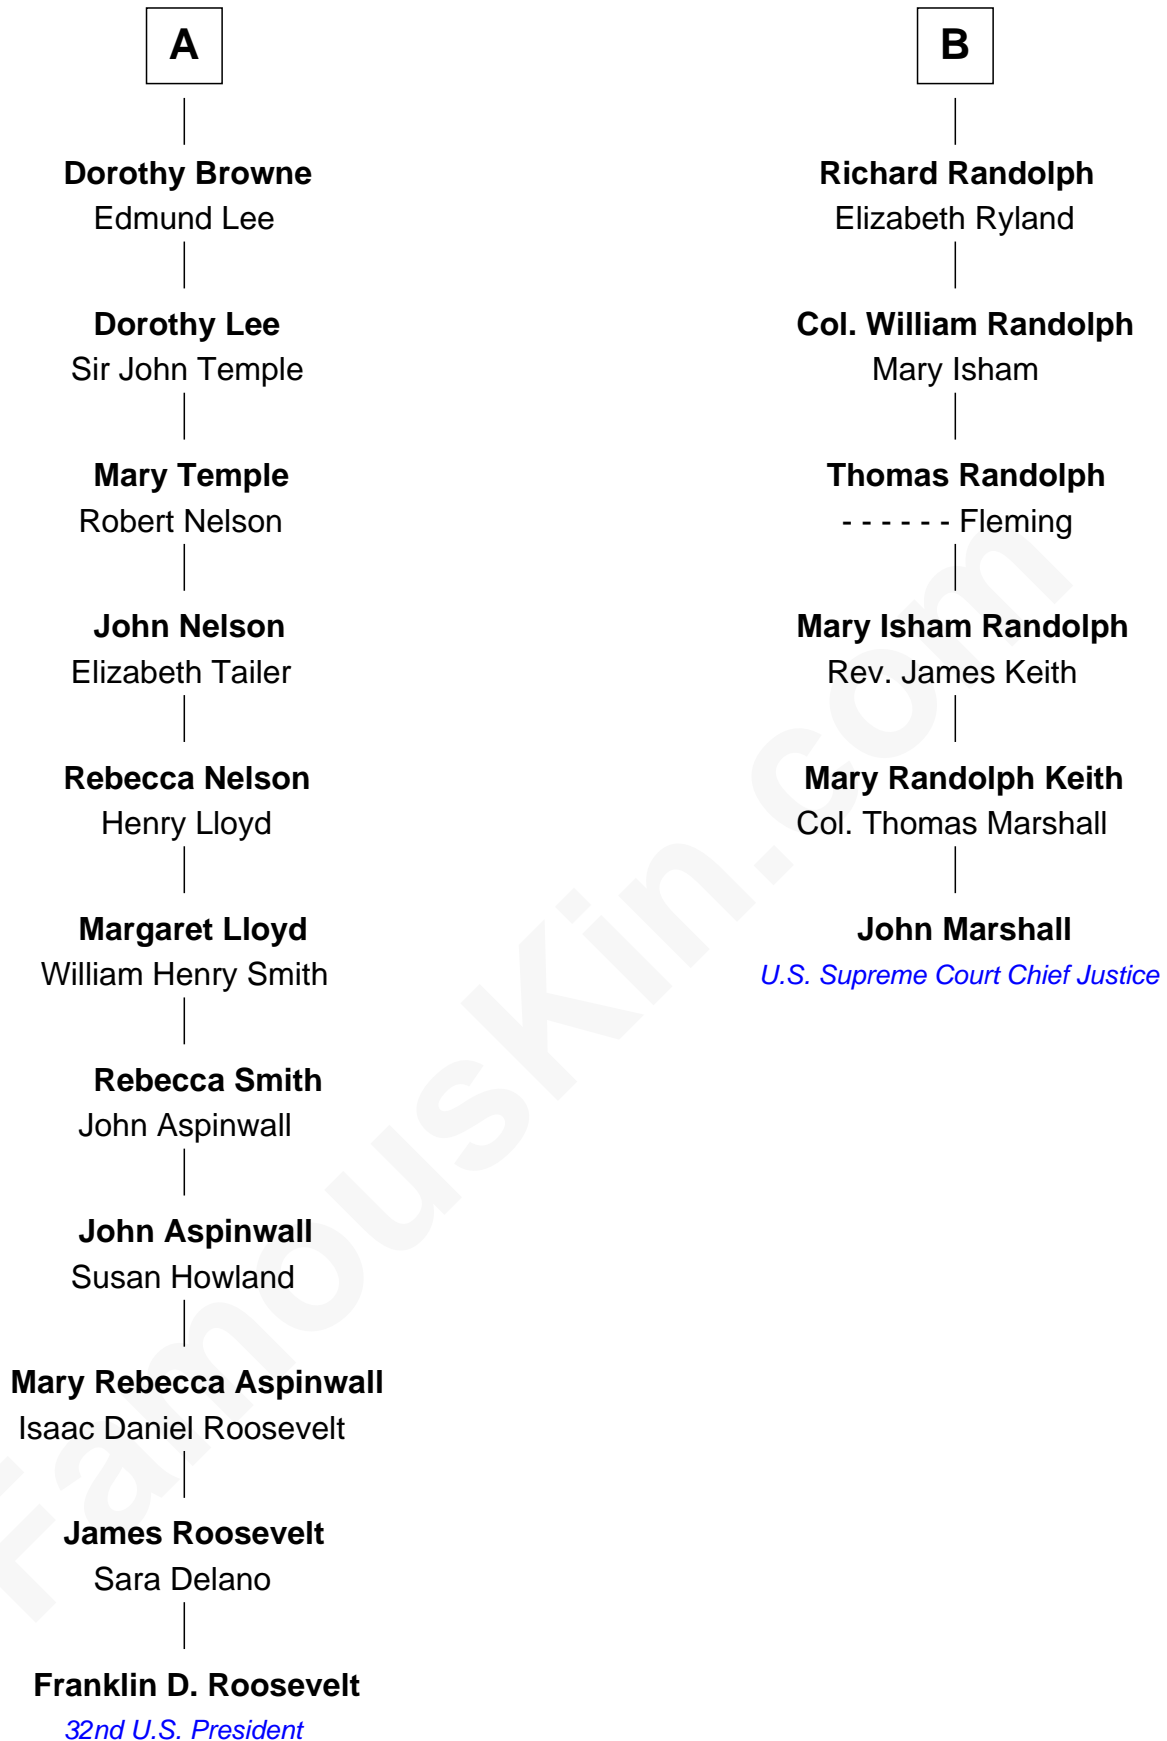 A
Dorothy Browne
Edmund Lee
Dorothy Lee
Sir John Temple
Mary Temple
Robert Nelson
John Nelson
Elizabeth Tailer
Rebecca Nelson
Henry Lloyd
Margaret Lloyd
William Henry Smith
Rebecca Smith
John Aspinwall
John Aspinwall
Susan Howland
Mary Rebecca Aspinwall
Isaac Daniel Roosevelt
James Roosevelt
Sara Delano
Franklin D. Roosevelt
32nd U.S. President
B
Richard Randolph
Elizabeth Ryland
Col. William Randolph
Mary Isham
Thomas Randolph
- - - - - - Fleming
Mary Isham Randolph
Rev. James Keith
Mary Randolph Keith
Col. Thomas Marshall
John Marshall
U.S. Supreme Court Chief Justice
FamousKin.com